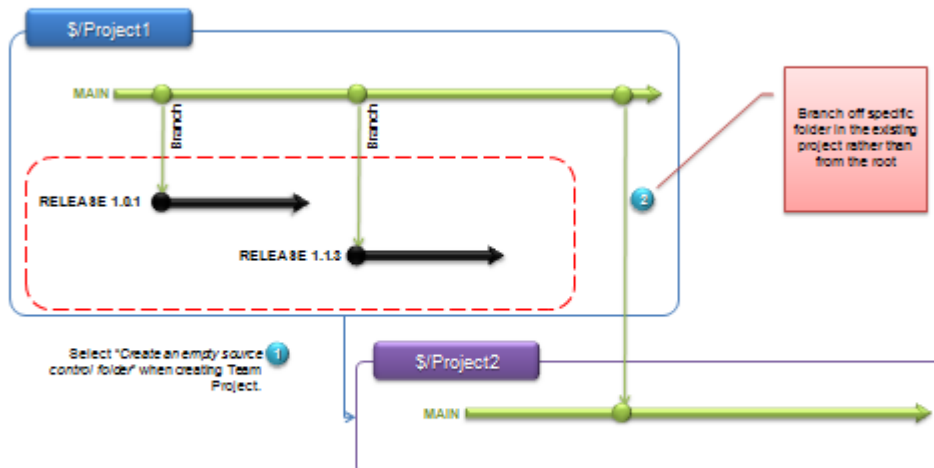 $/Project1
MAIN
Branch
Branch
Branch off specific
folder in the existing
project rather than
from the root
RELEASE 1.0.1
2
RELEASE 1.1.3
Select "Create an empty source
control folder" when creating Team
Project.
1
$/Project2
MAIN